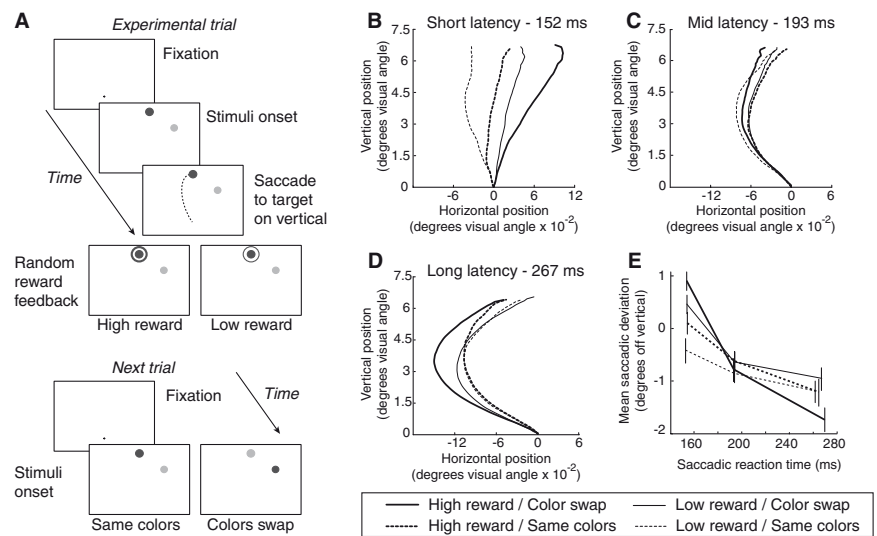 A
Experimental trial
Fixation
Stimuli onset
Time
Saccade
to target
on vertical
Random
reward
feedback
High reward
Low reward
Next trial
Fixation
Time
Stimuli
onset
Same colors
Colors swap
B
Short latency - 152 ms
Vertical position
(degrees visual angle)
7.5
6
4.5
3
1.5
0
-6 0 6 12
Horizontal position
(degrees visual angle x 10-2)
C
Mid latency - 193 ms
Vertical position
(degrees visual angle)
7.5
6
4.5
3
1.5
0
-12 -6 0 6
Horizontal position
(degrees visual angle x 10-2)
D
Long latency - 267 ms
Vertical position
(degrees visual angle)
7.5
6
4.5
3
1.5
0
-12 -6 0 6
Horizontal position
(degrees visual angle x 10-2)
E
Mean saccadic deviation
(degrees off vertical)
1
0
-1
-2
160 200 240 280
Saccadic reaction time (ms)
High reward / Color swap
Low reward / Color swap
High reward / Same colors
Low reward / Same colors